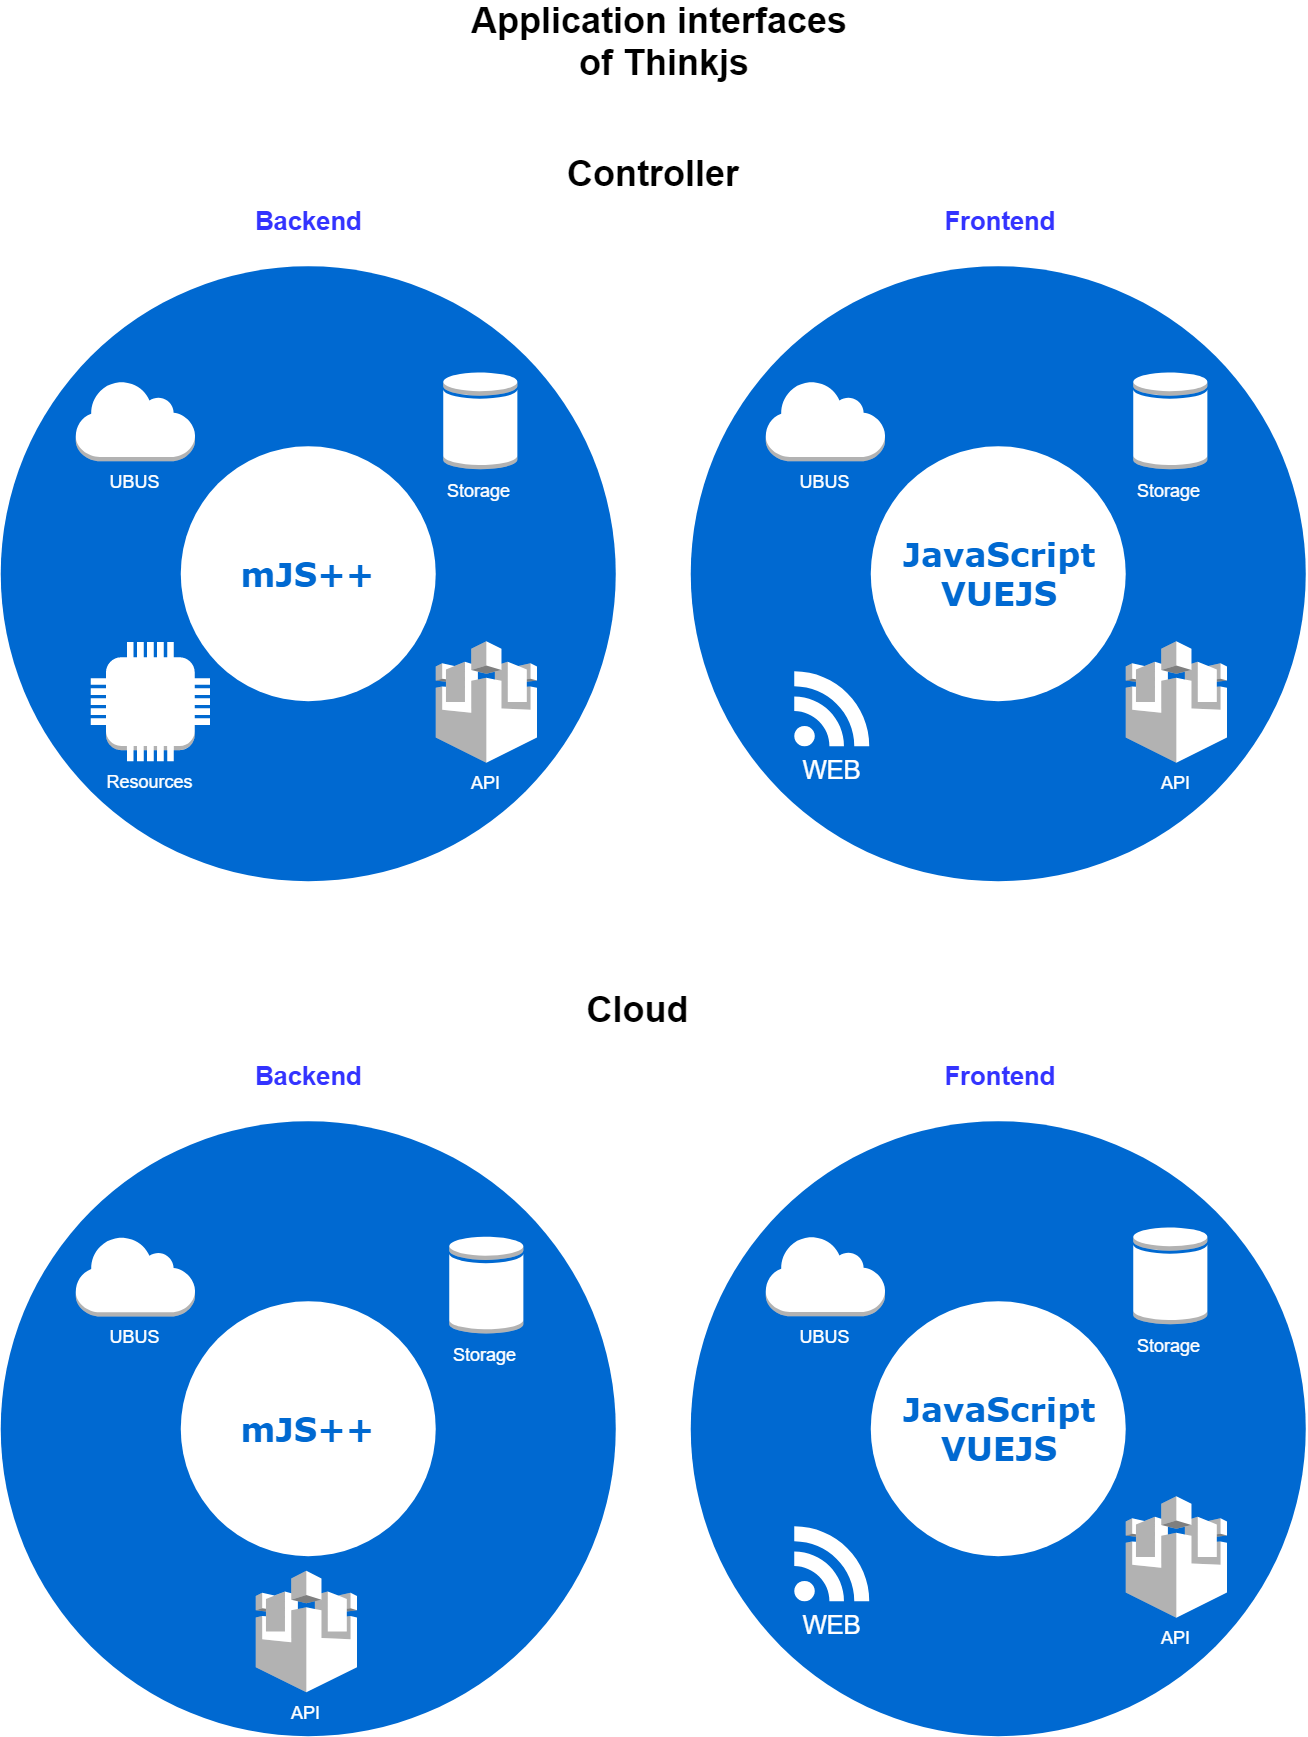 Application interfaces
of Thinkjs
Controller
Backend
Frontend
UBUS
Storage
mJS++
Resources
API
UBUS
Storage
JavaScript
VUEJS
WEB
API
Cloud
Backend
Frontend
UBUS
Storage
mJS++
API
UBUS
Storage
JavaScript
VUEJS
WEB
API